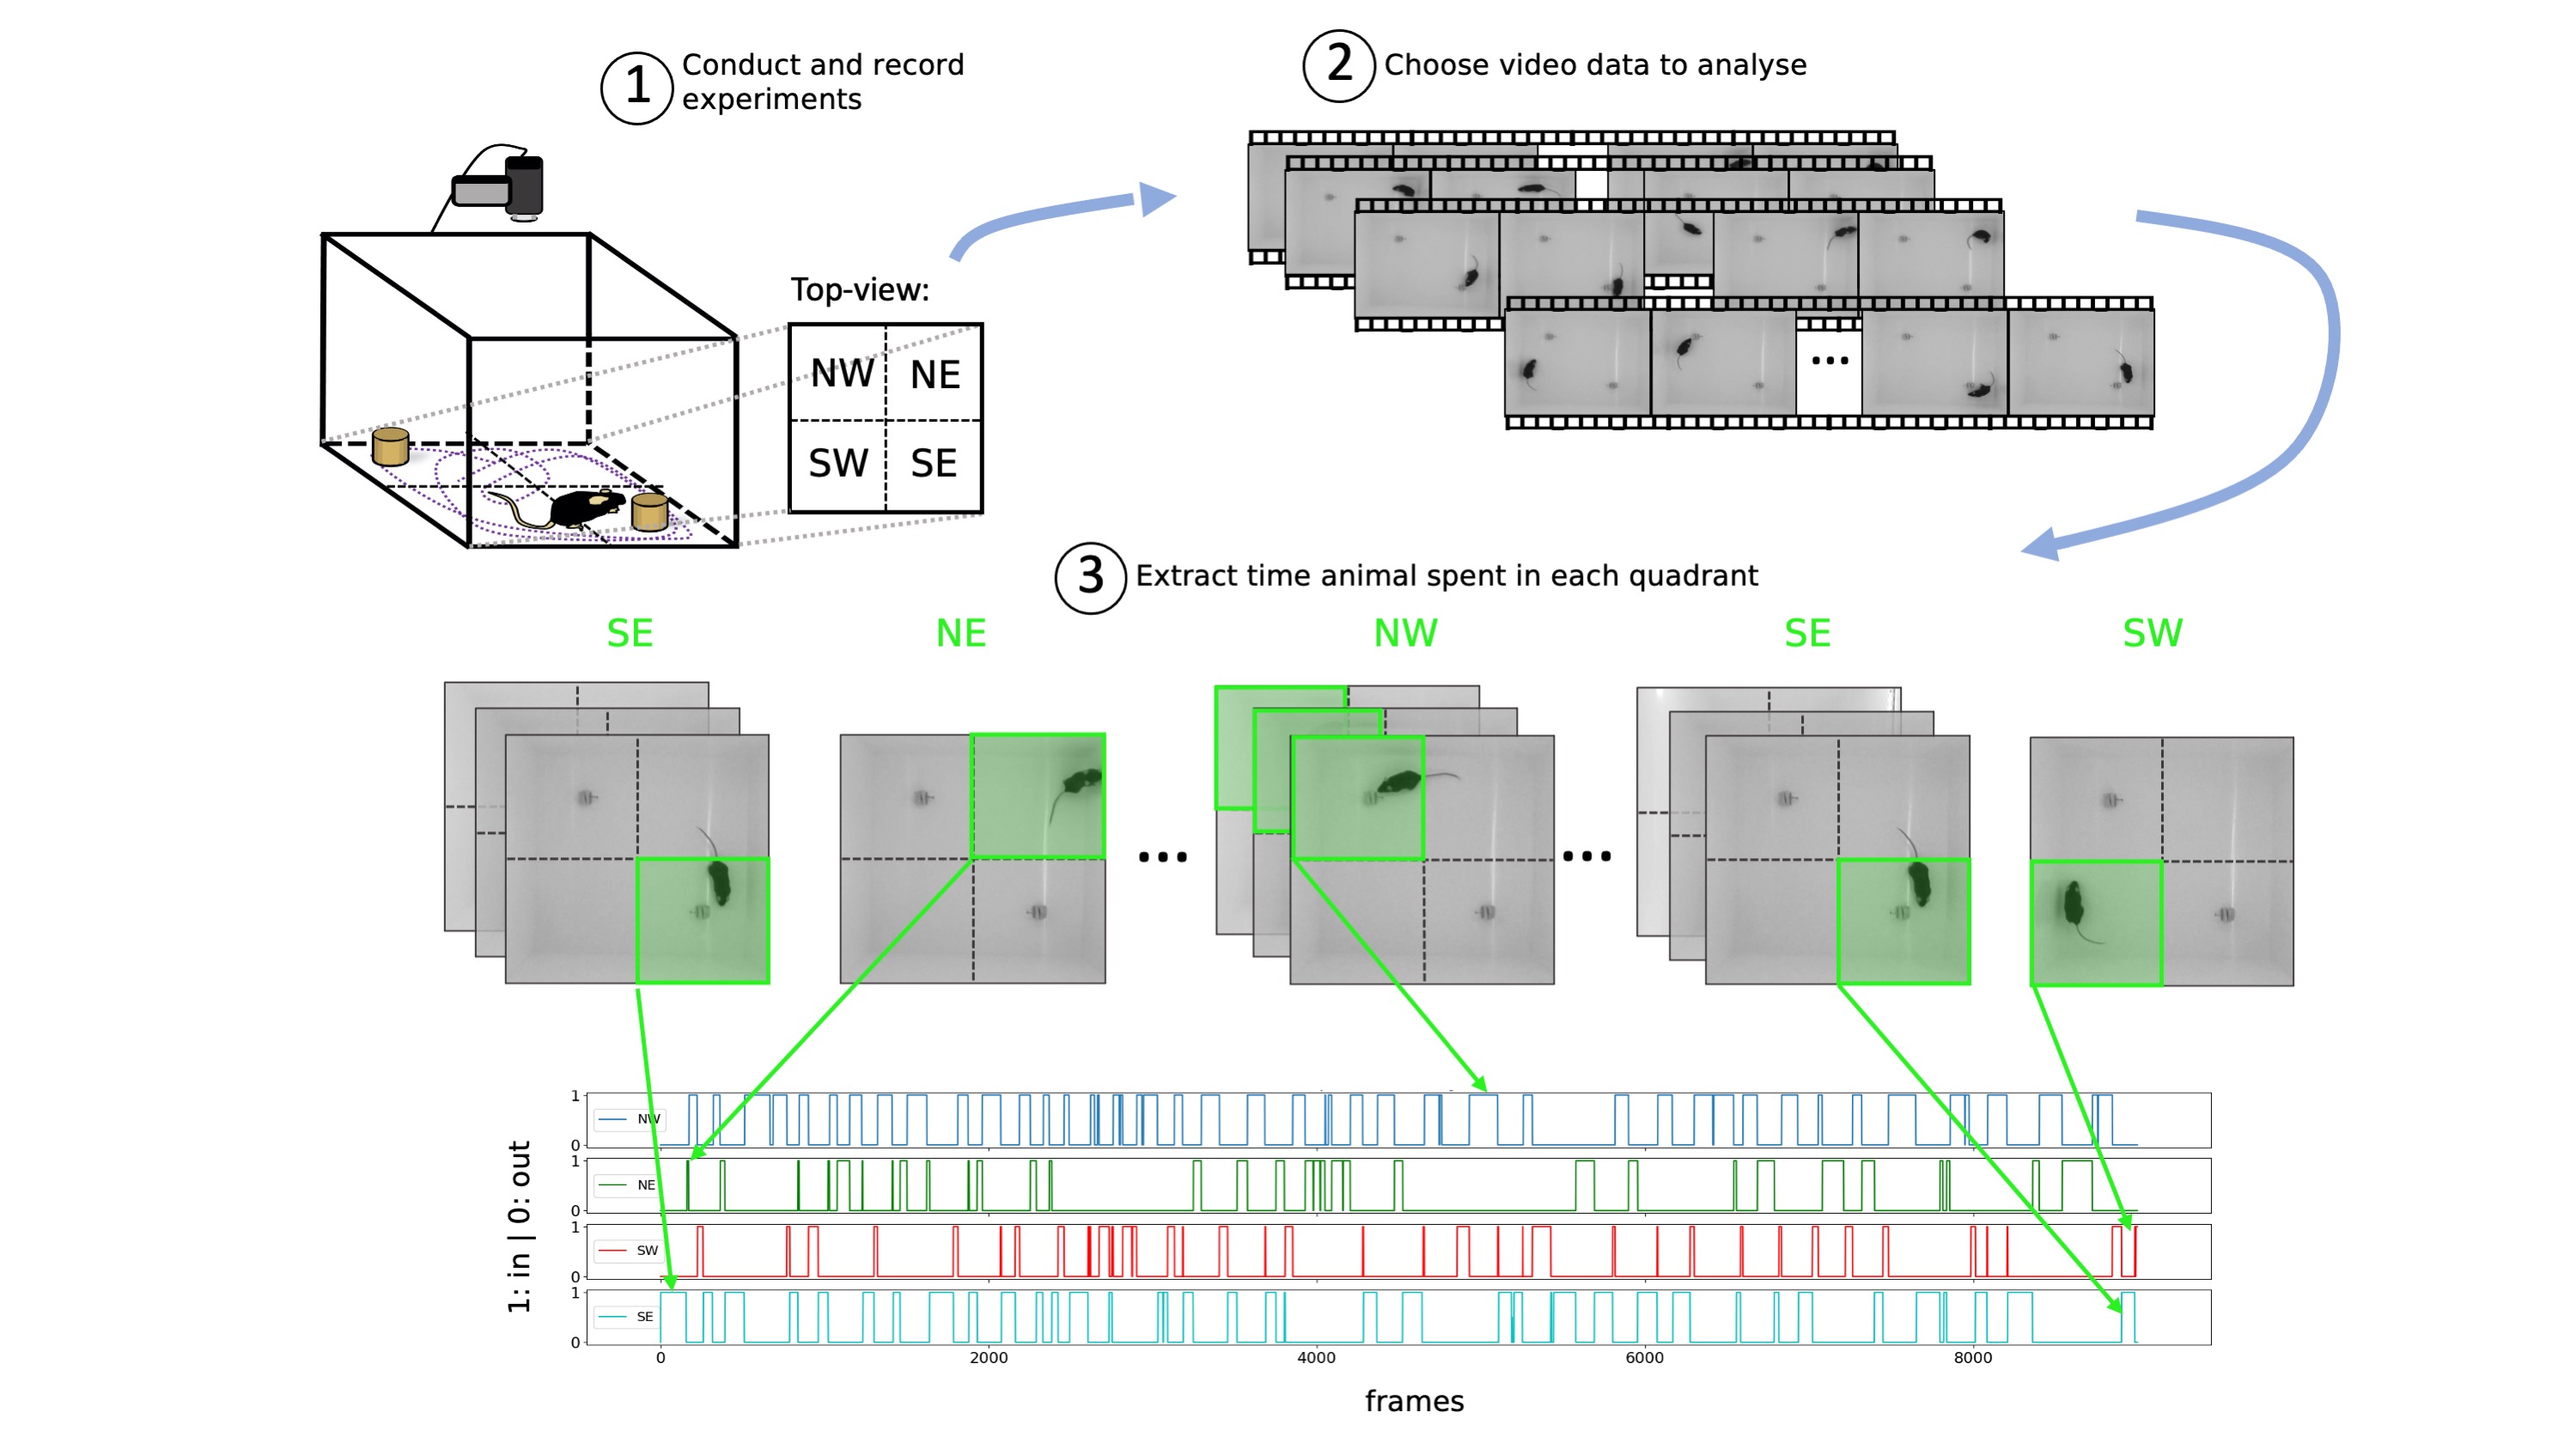 1
Conduct and record
experiments
2
Choose video data to analyse
Top-view:
NW
NE
SW
SE
...
3
Extract time animal spent in each quadrant
SE
NE
NW
SE
SW
...
...
1: in | 0: out
1
0
NW
1
0
NE
1
0
SW
1
0
SE
0
2000
4000
6000
8000
frames